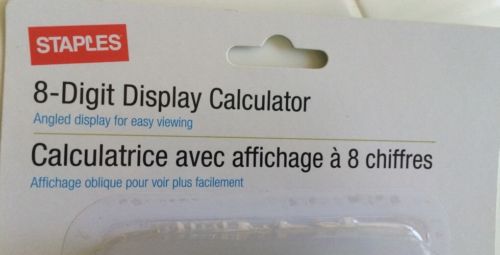 STAPLES
8-Digit Display Calculator
Angled display for easy viewing
Calculatrice avec affichage à 8 chiffres
Affichage oblique pour voir plus facilement